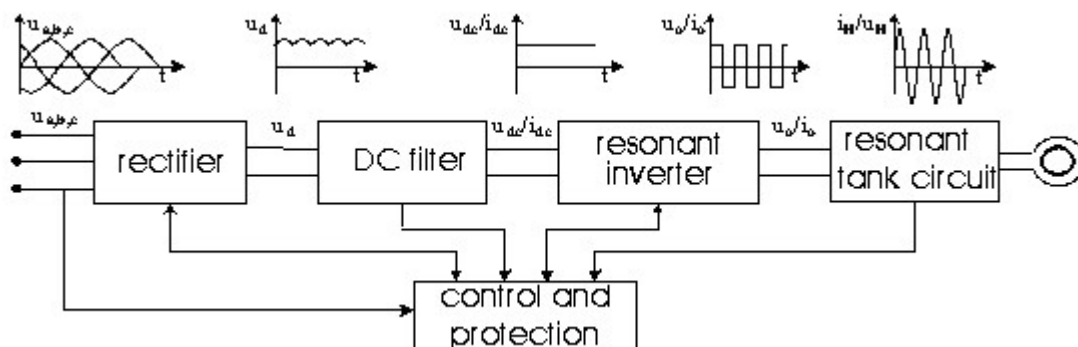 u_a,b,c
u_d
u_dc/i_dc
u_o/i_o
i_H/u_H
t
t
t
t
t
u_a,b,c
u_d
u_dc/i_dc
u_o/i_o
rectifier
DC filter
resonant
inverter
resonant
tank circuit
control and
protection